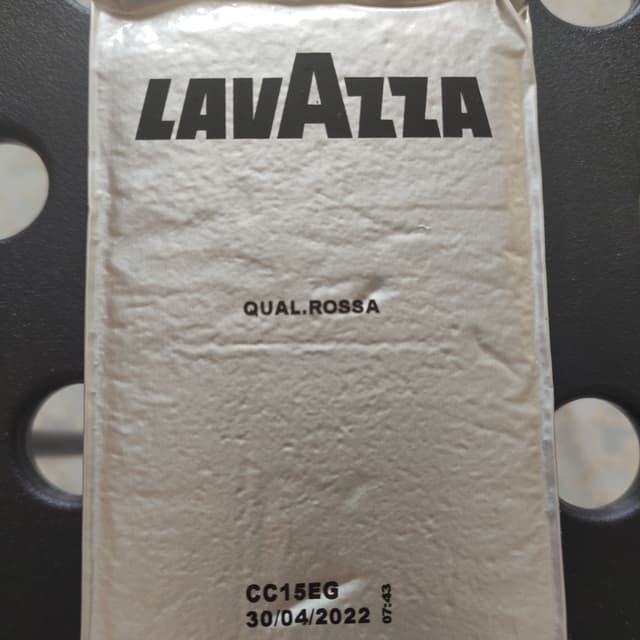 LAVAZZA
QUAL.ROSSA
CC15EG
30/04/2022 07:43